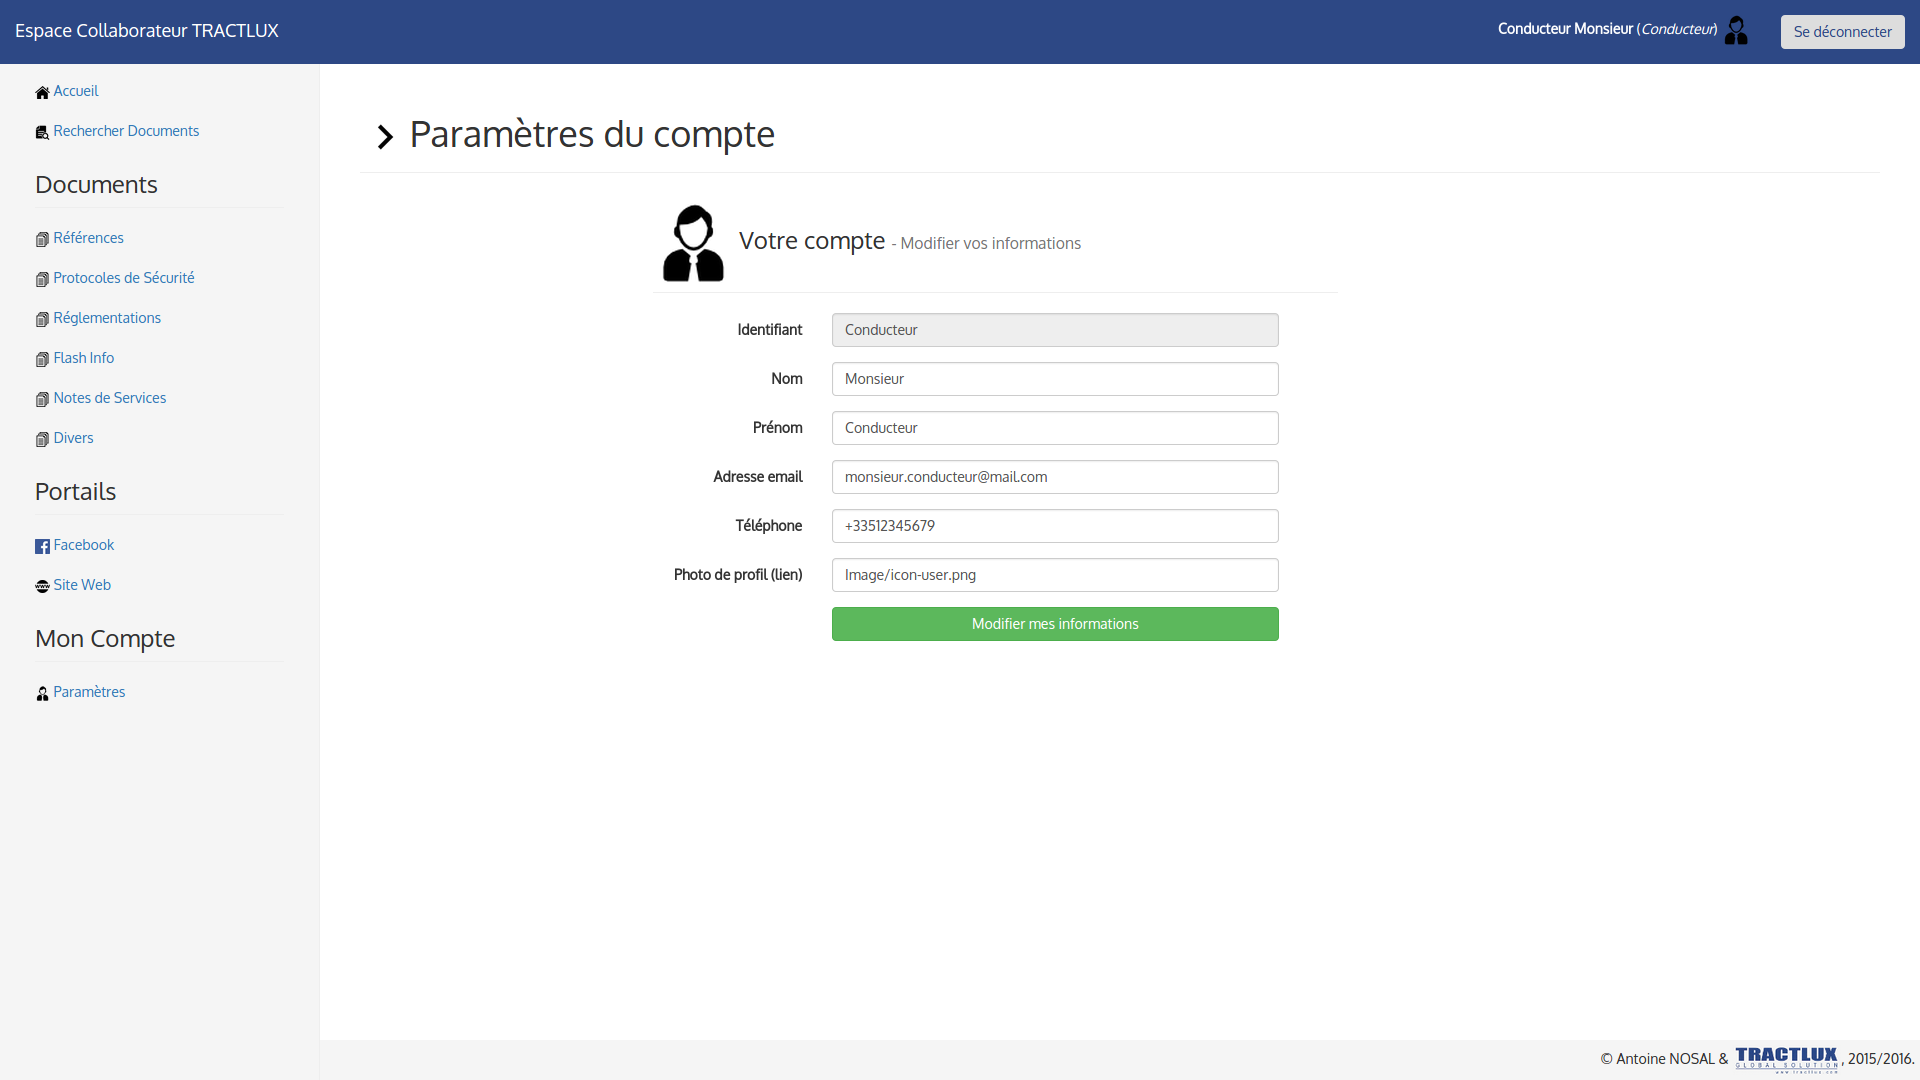 Espace Collaborateur TRACTLUX
Conducteur Monsieur (Conducteur)
Se déconnecter
Accueil
Rechercher Documents
Documents
Références
Protocoles de Sécurité
Réglementations
Flash Info
Notes de Services
Divers
Portails
Facebook
Site Web
Mon Compte
Paramètres
Paramètres du compte
Votre compte - Modifier vos informations
Identifiant Conducteur
Nom Monsieur
Prénom Conducteur
Adresse email monsieur.conducteur@mail.com
Téléphone +33512345679
Photo de profil (lien) Image/icon-user.png
Modifier mes informations
© Antoine NOSAL & TRACTLUX , 2015/2016.
GLOBAL SOLUTION
www.tractlux.com